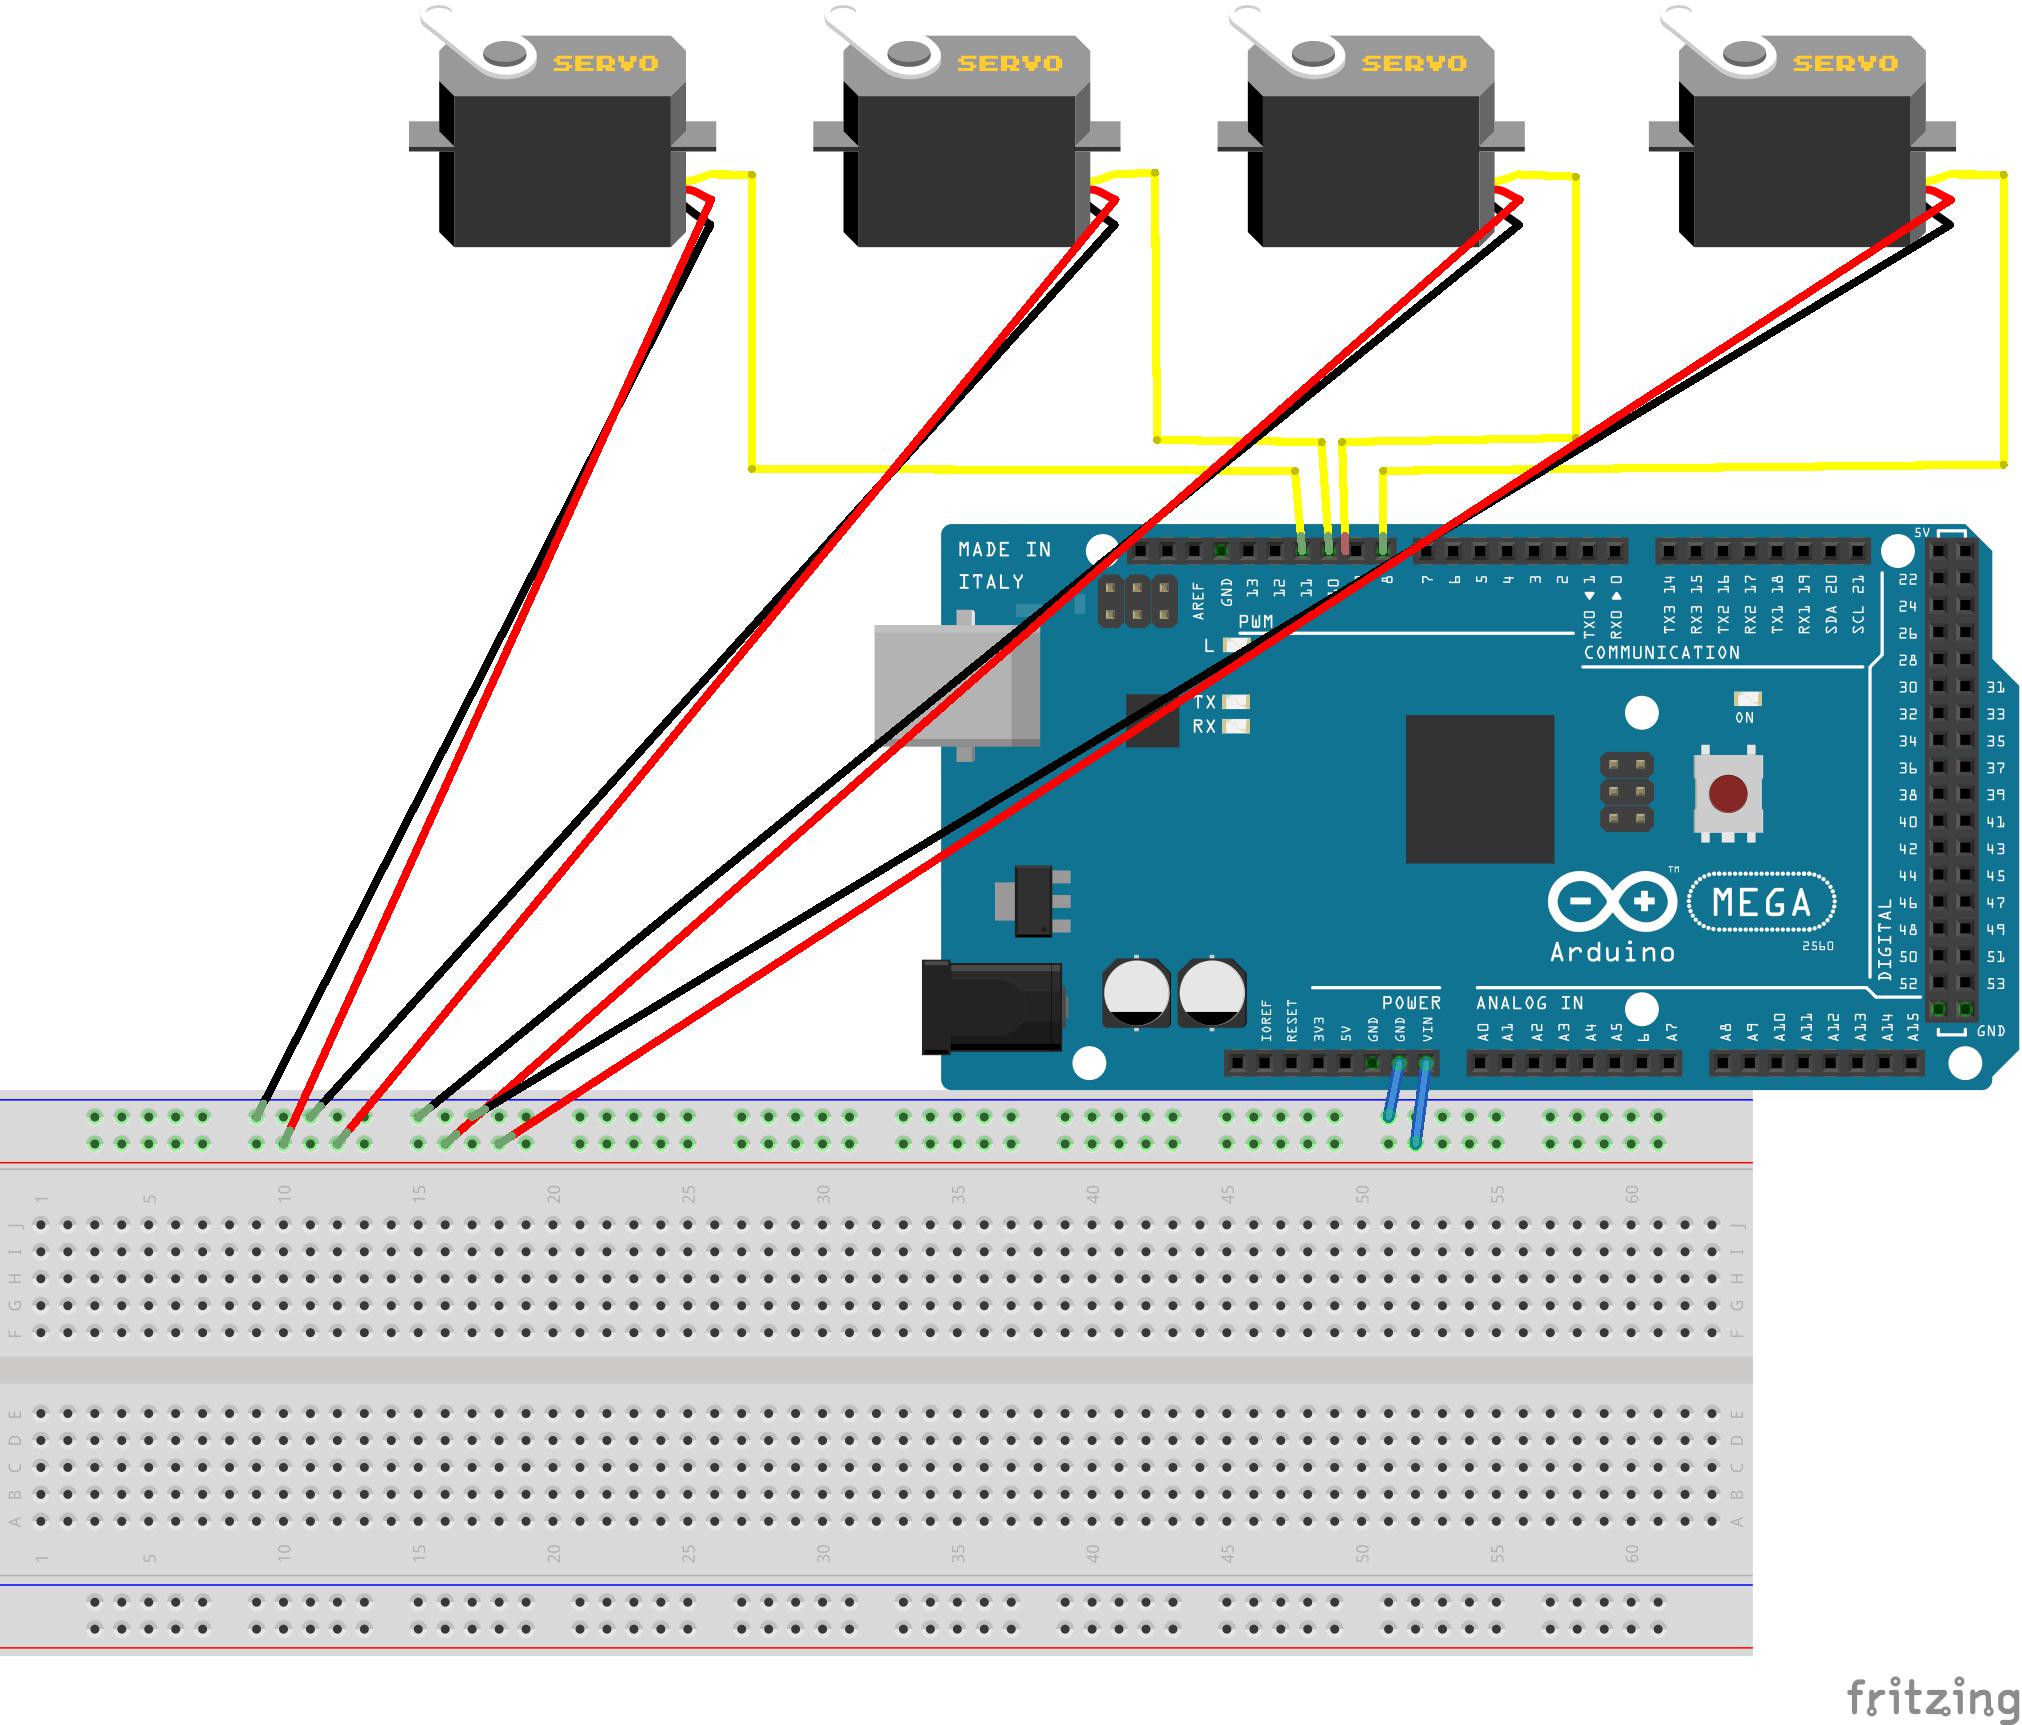 SERVO SERVO SERVO SERVO
MADE IN
ITALY
5V
AREF GND 13 12 11 8 7 6 5 4 3 2 TX0 1 RX0 0 TX3 14 RX3 15 TX2 16 RX2 17 TX1 18 RX1 19 SDA 20 SCL 21
PWM
L
COMMUNICATION
TX
RX
ON
22
24
26
28
30 31
32 33
34 35
36 37
38 39
40 41
42 43
44 45
46 47
48 49
50 51
52 53
DIGITAL
GND
TM
MEGA
Arduino
2560
POWER
ANALOG IN
IOREF RESET 3V3 5V GND GND VIN A0 A1 A2 A3 A4 A5 6 A7 A8 A9 A10 A11 A12 A13 A14 A15
1 5 10 15 20 25 30 35 40 45 50 55 60
J J
I I
H H
G G
F F
E E
D D
C C
B B
A A
1 5 10 15 20 25 30 35 40 45 50 55 60
fritzing